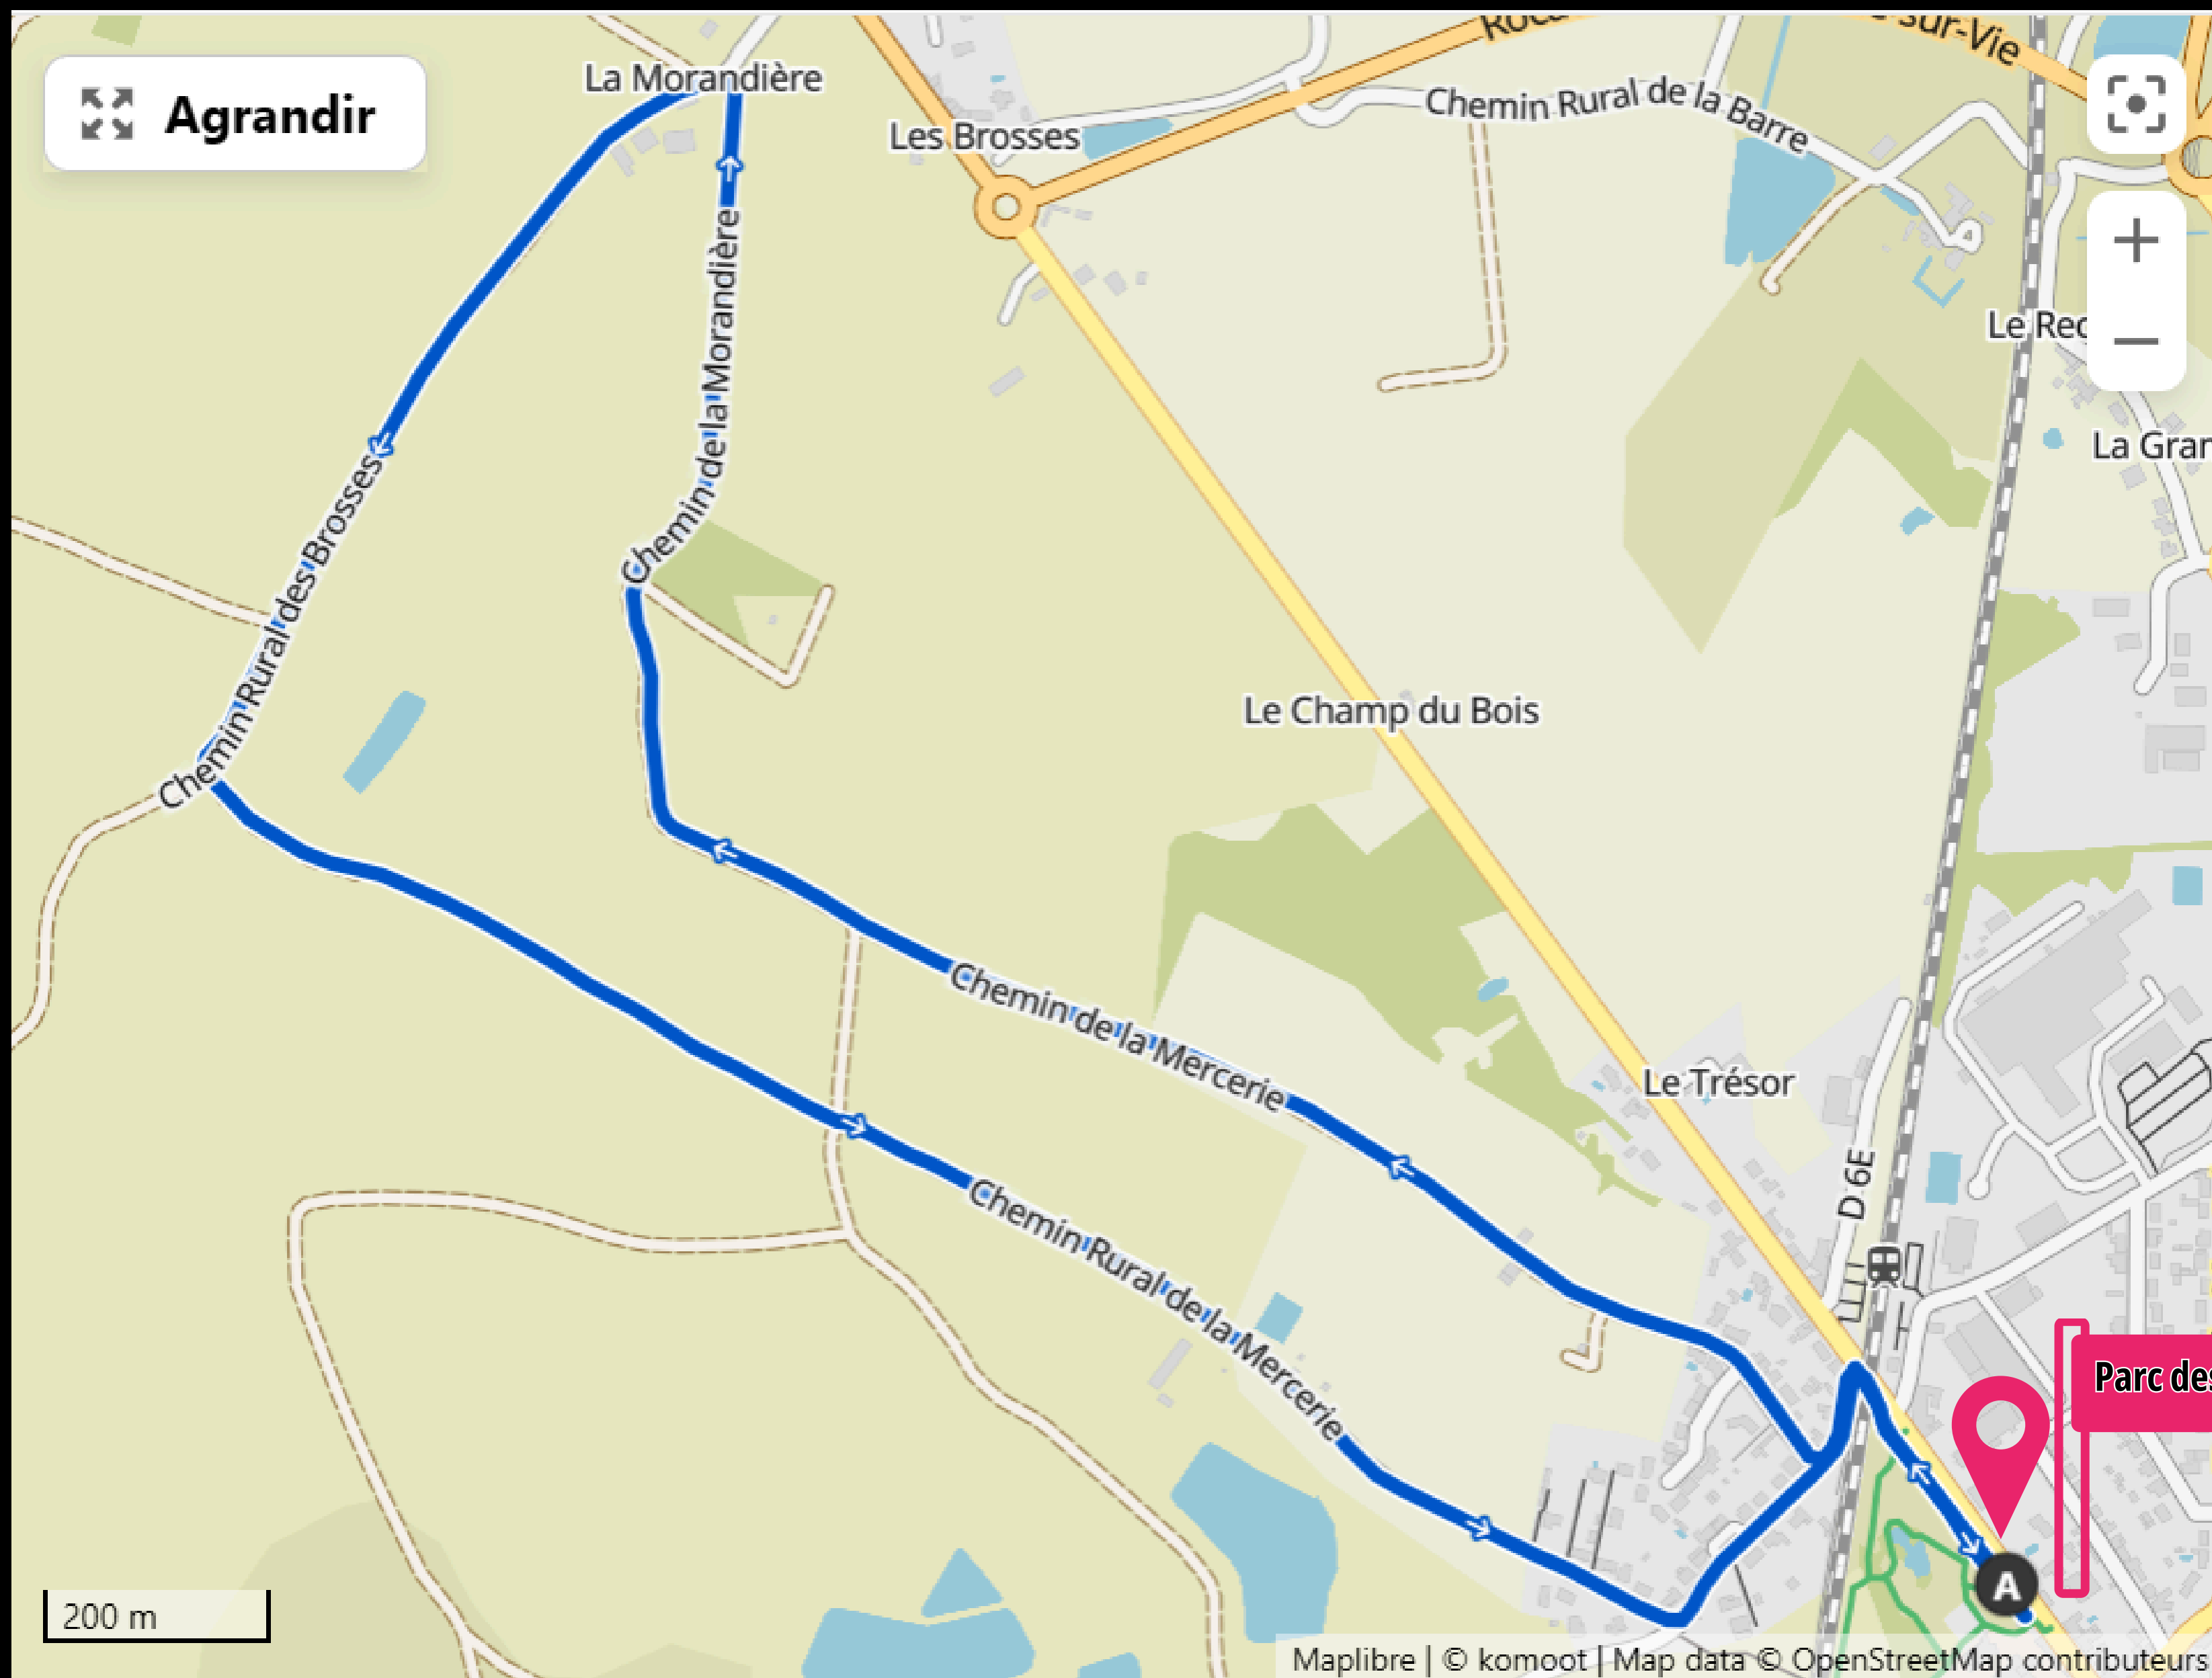 Roc
-sur-Vie
La Morandière
Agrandir
Chemin Rural de la Barre
Les Brosses
Chemin de la Morandière
Le Rec
La Gran
Chemin Rural des Brosses
Le Champ du Bois
Chemin de la Mercerie
Le Trésor
D 6E
Chemin Rural de la Mercerie
Parc des
A
200 m
Maplibre | © komoot | Map data © OpenStreetMap contributeurs